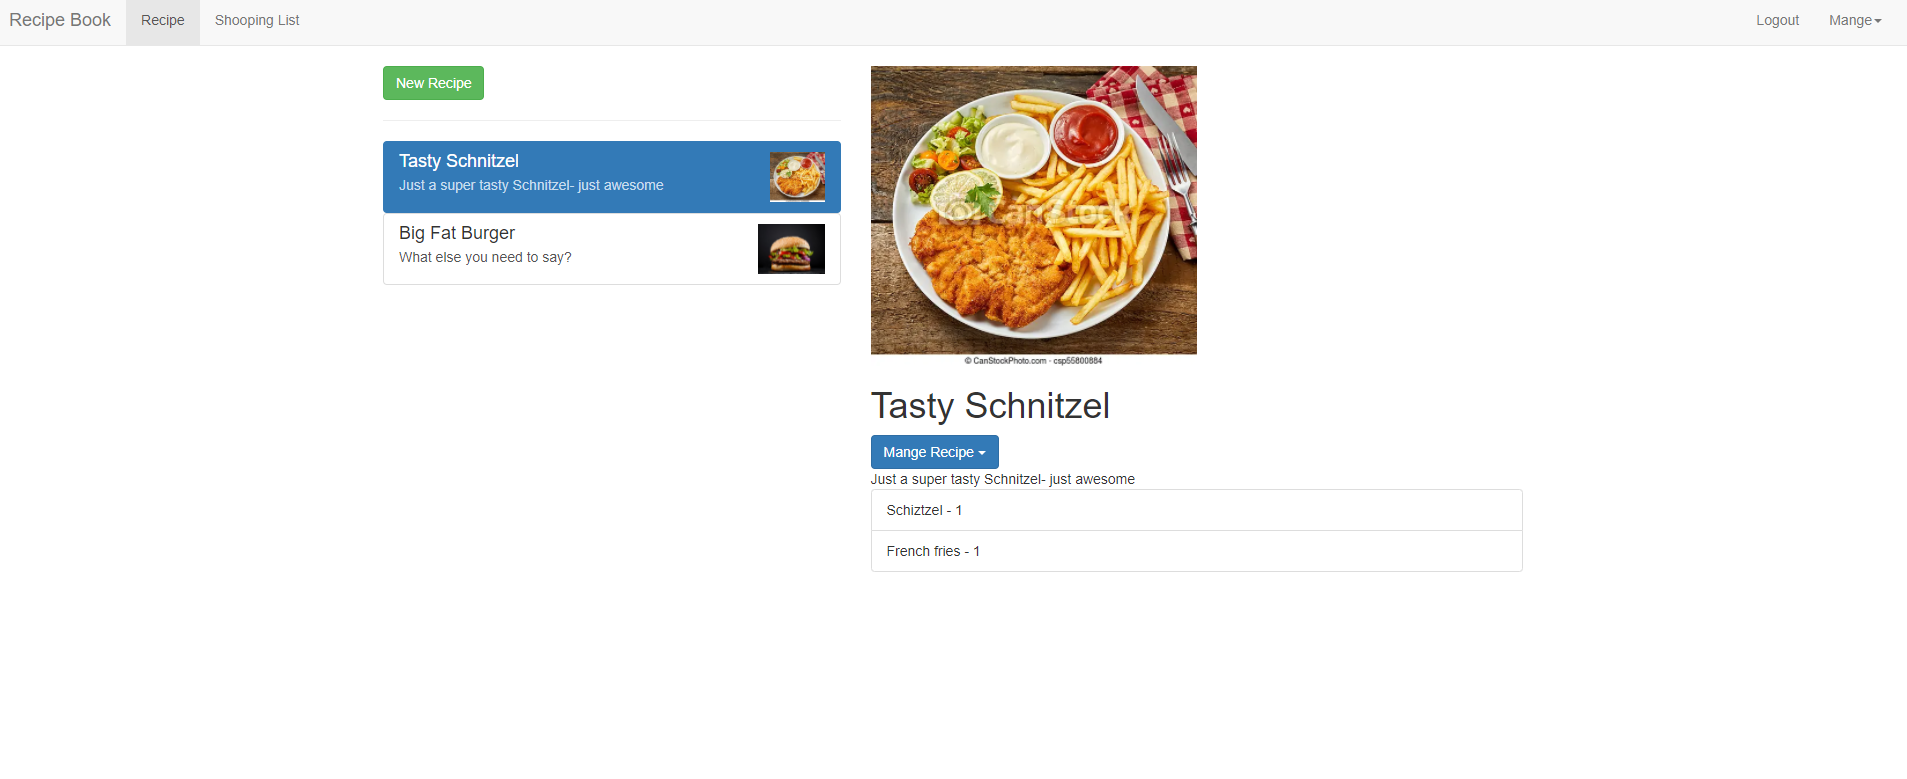 Recipe Book Recipe Shooping List Logout Mange
New Recipe
Tasty Schnitzel
Just a super tasty Schnitzel- just awesome
Big Fat Burger
What else you need to say?
CanStock
© CanStockPhoto.com - csp55800884
Tasty Schnitzel
Mange Recipe
Just a super tasty Schnitzel- just awesome
Schiztzel - 1
French fries - 1